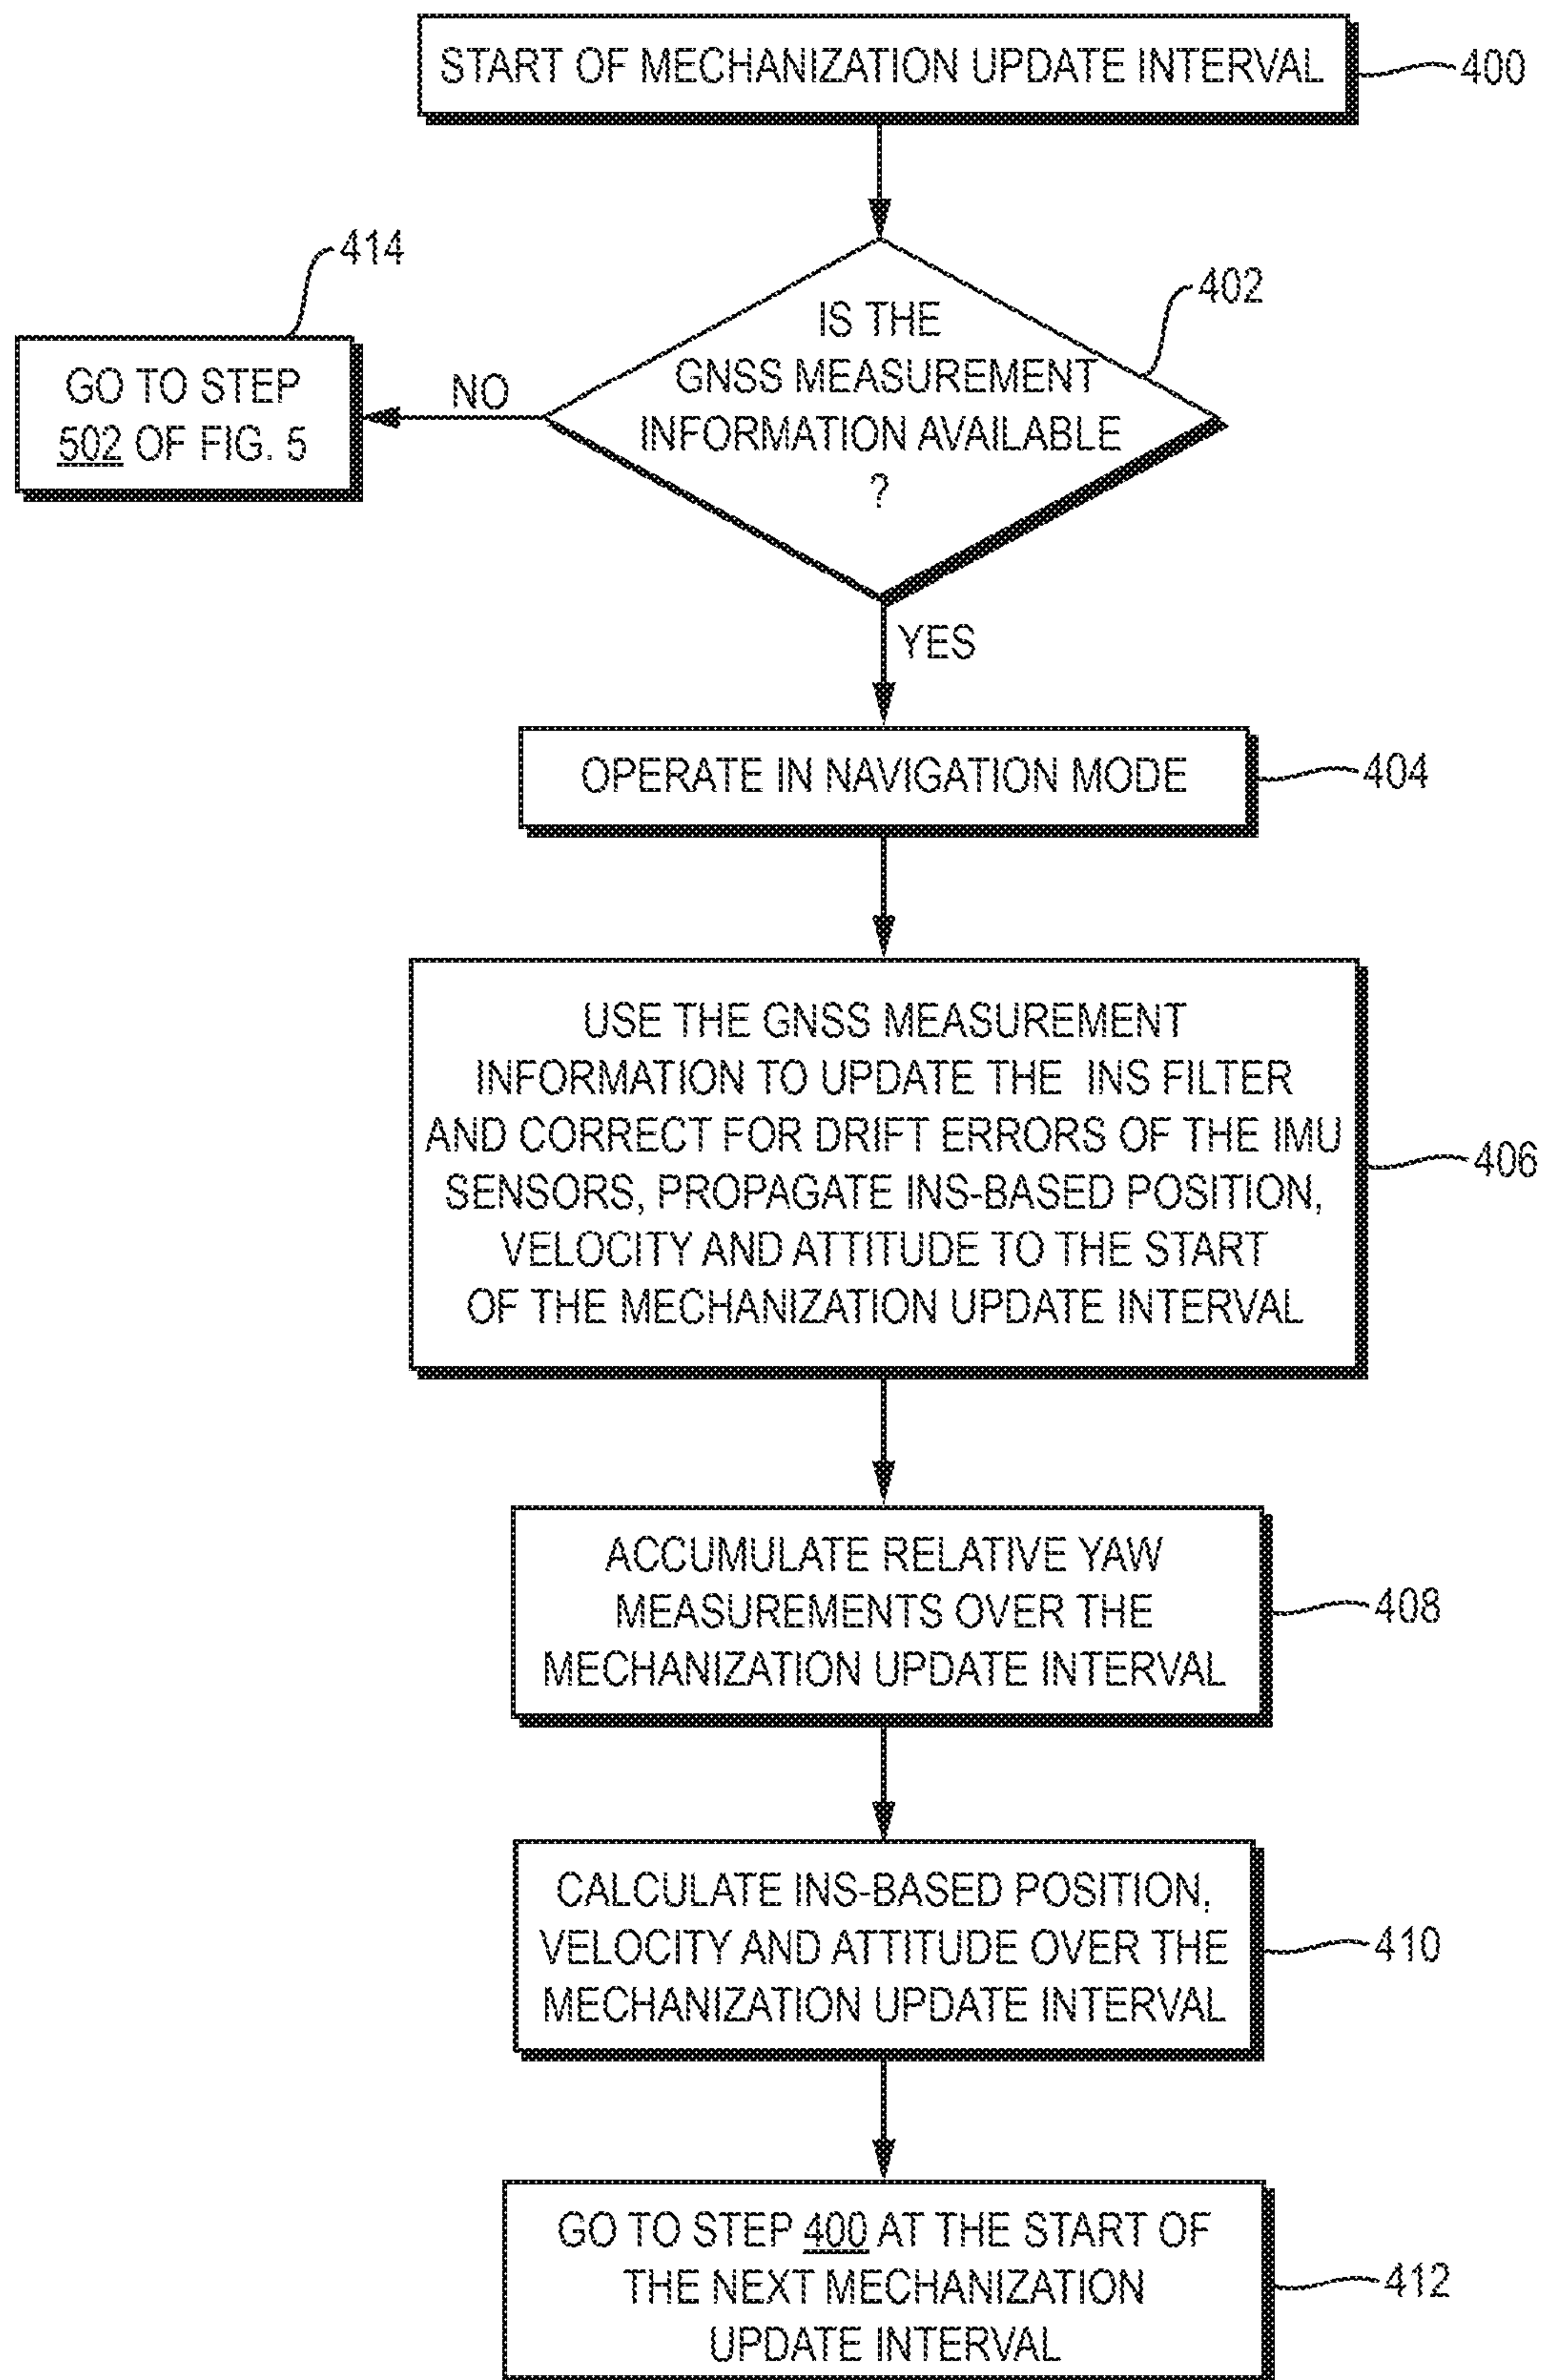 START OF MECHANIZATION UPDATE INTERVAL
400
414
402
IS THE
GNSS MEASUREMENT
INFORMATION AVAILABLE
?
NO
GO TO STEP
502 OF FIG. 5
YES
OPERATE IN NAVIGATION MODE
404
USE THE GNSS MEASUREMENT
INFORMATION TO UPDATE THE INS FILTER
AND CORRECT FOR DRIFT ERRORS OF THE IMU
SENSORS, PROPAGATE INS-BASED POSITION,
VELOCITY AND ATTITUDE TO THE START
OF THE MECHANIZATION UPDATE INTERVAL
406
ACCUMULATE RELATIVE YAW
MEASUREMENTS OVER THE
MECHANIZATION UPDATE INTERVAL
408
CALCULATE INS-BASED POSITION,
VELOCITY AND ATTITUDE OVER THE
MECHANIZATION UPDATE INTERVAL
410
GO TO STEP 400 AT THE START OF
THE NEXT MECHANIZATION
UPDATE INTERVAL
412